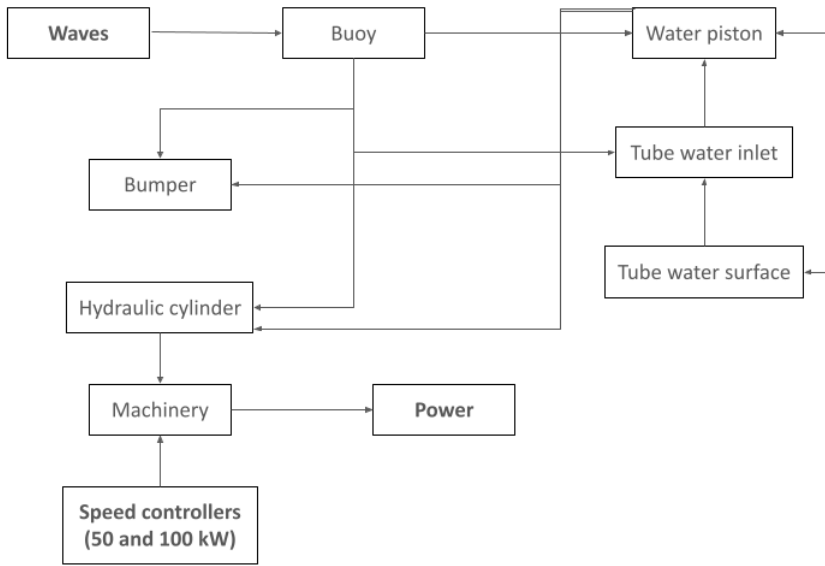 Waves
Buoy
Water piston
Tube water inlet
Bumper
Tube water surface
Hydraulic cylinder
Machinery
Power
Speed controllers
(50 and 100 kW)